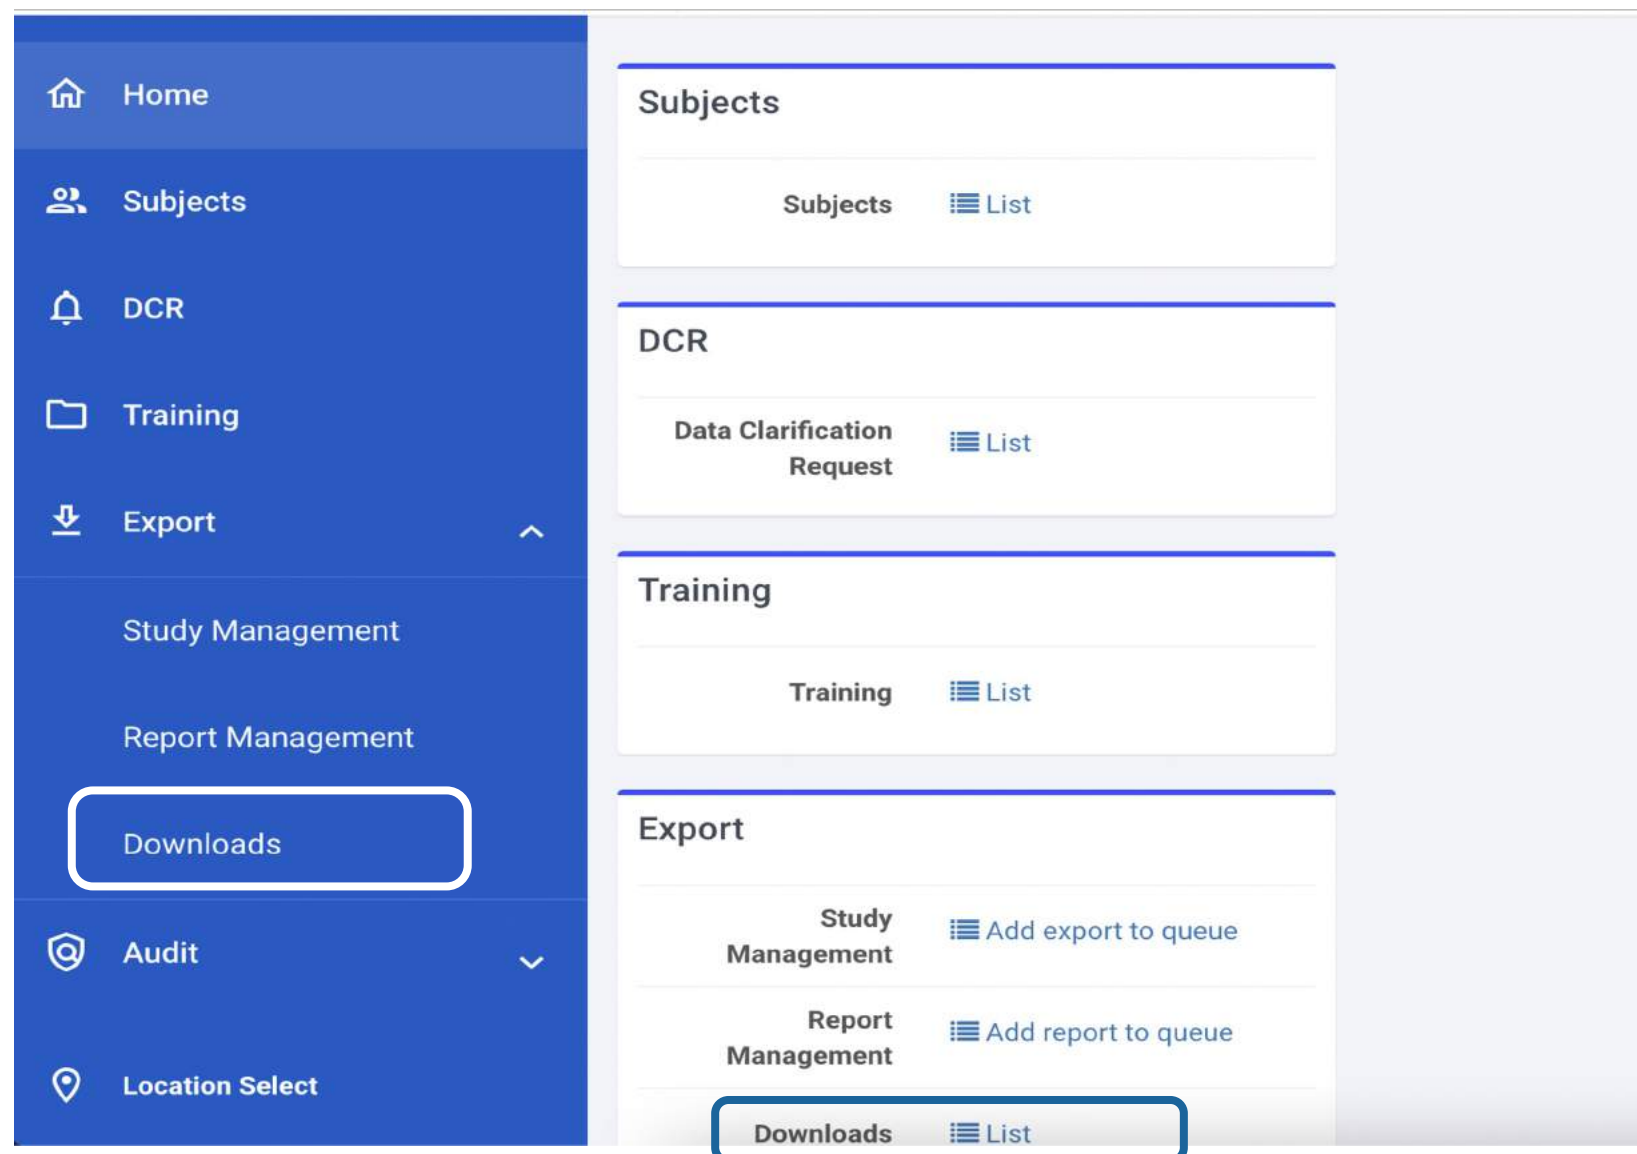 Home
Subjects
DCR
Training
Export
Study Management
Report Management
Downloads
Audit
Location Select
Subjects
Subjects List
DCR
Data Clarification
Request
List
Training
Training List
Export
Study
Management
Add export to queue
Report
Management
Add report to queue
Downloads List